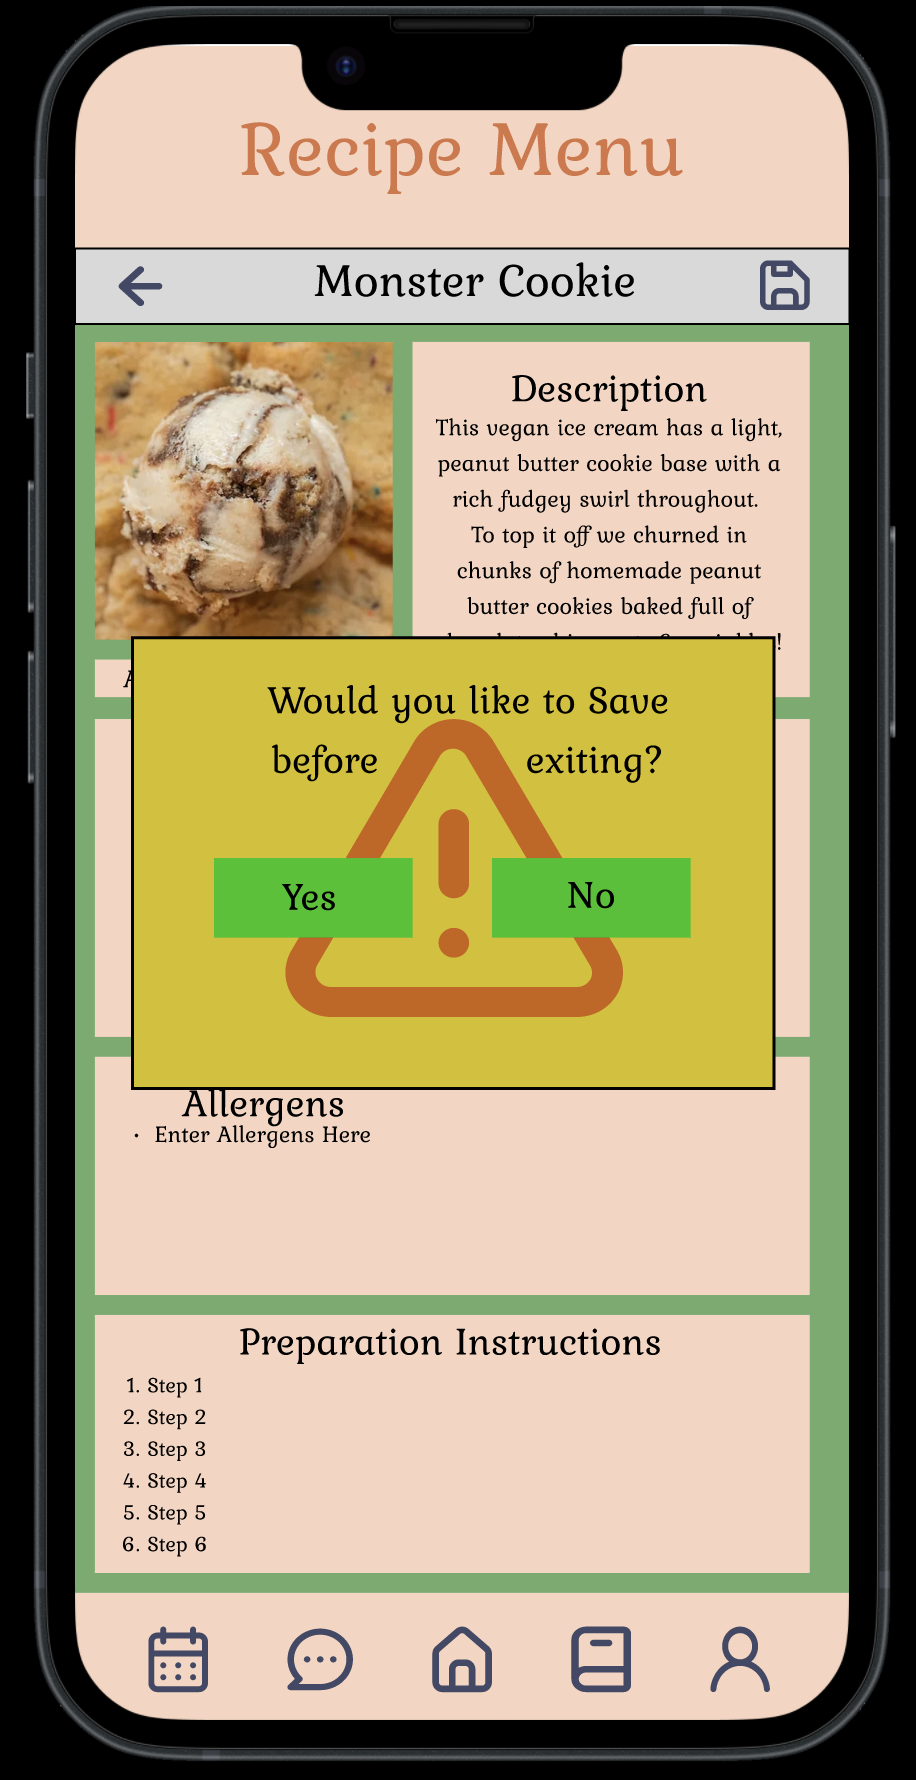 Recipe Menu
Monster Cookie
Description
This vegan ice cream has a light,
peanut butter cookie base with a
rich fudgey swirl throughout.
To top it off we churned in
chunks of homemade peanut
butter cookies baked full of
Would you like to Save
before exiting?
Yes
No
Allergens
• Enter Allergens Here
Preparation Instructions
1. Step 1
2. Step 2
3. Step 3
4. Step 4
5. Step 5
6. Step 6